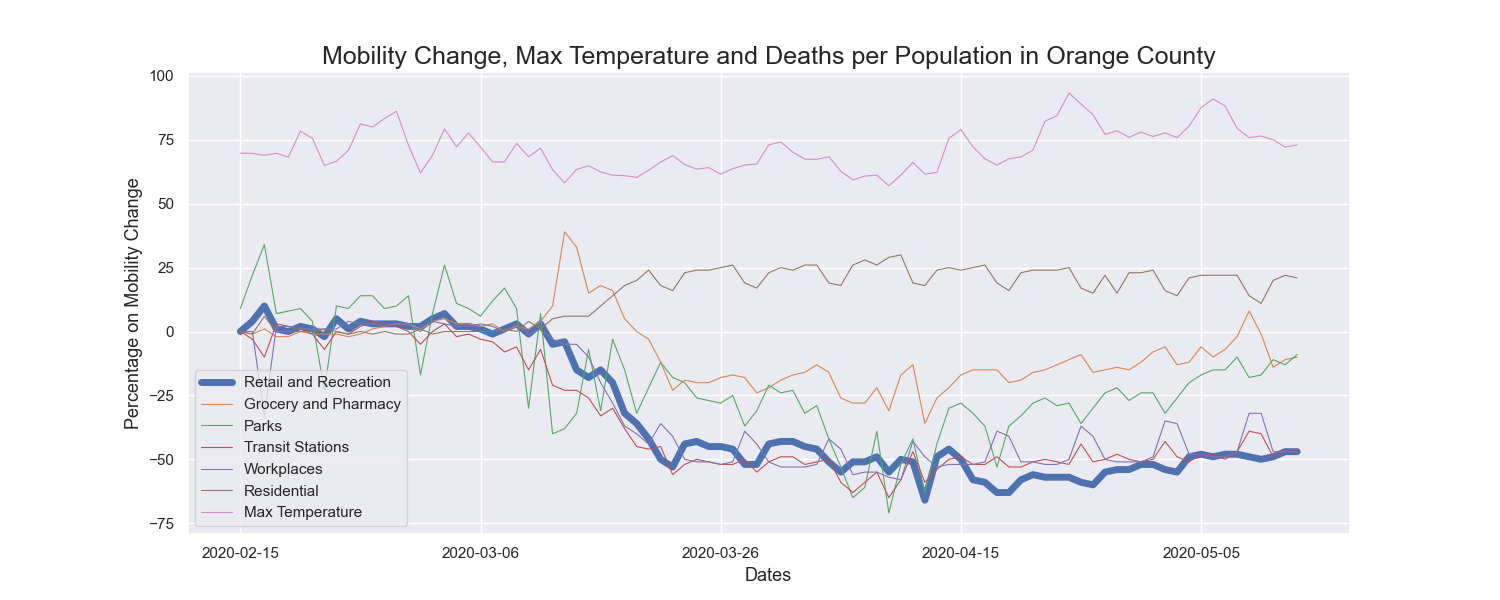 Mobility Change, Max Temperature and Deaths per Population in Orange County
100
75
50
25
0
−25
−50
−75
Percentage on Mobility Change
Retail and Recreation
Grocery and Pharmacy
Parks
Transit Stations
Workplaces
Residential
Max Temperature
2020-02-15
2020-03-06
2020-03-26
2020-04-15
2020-05-05
Dates